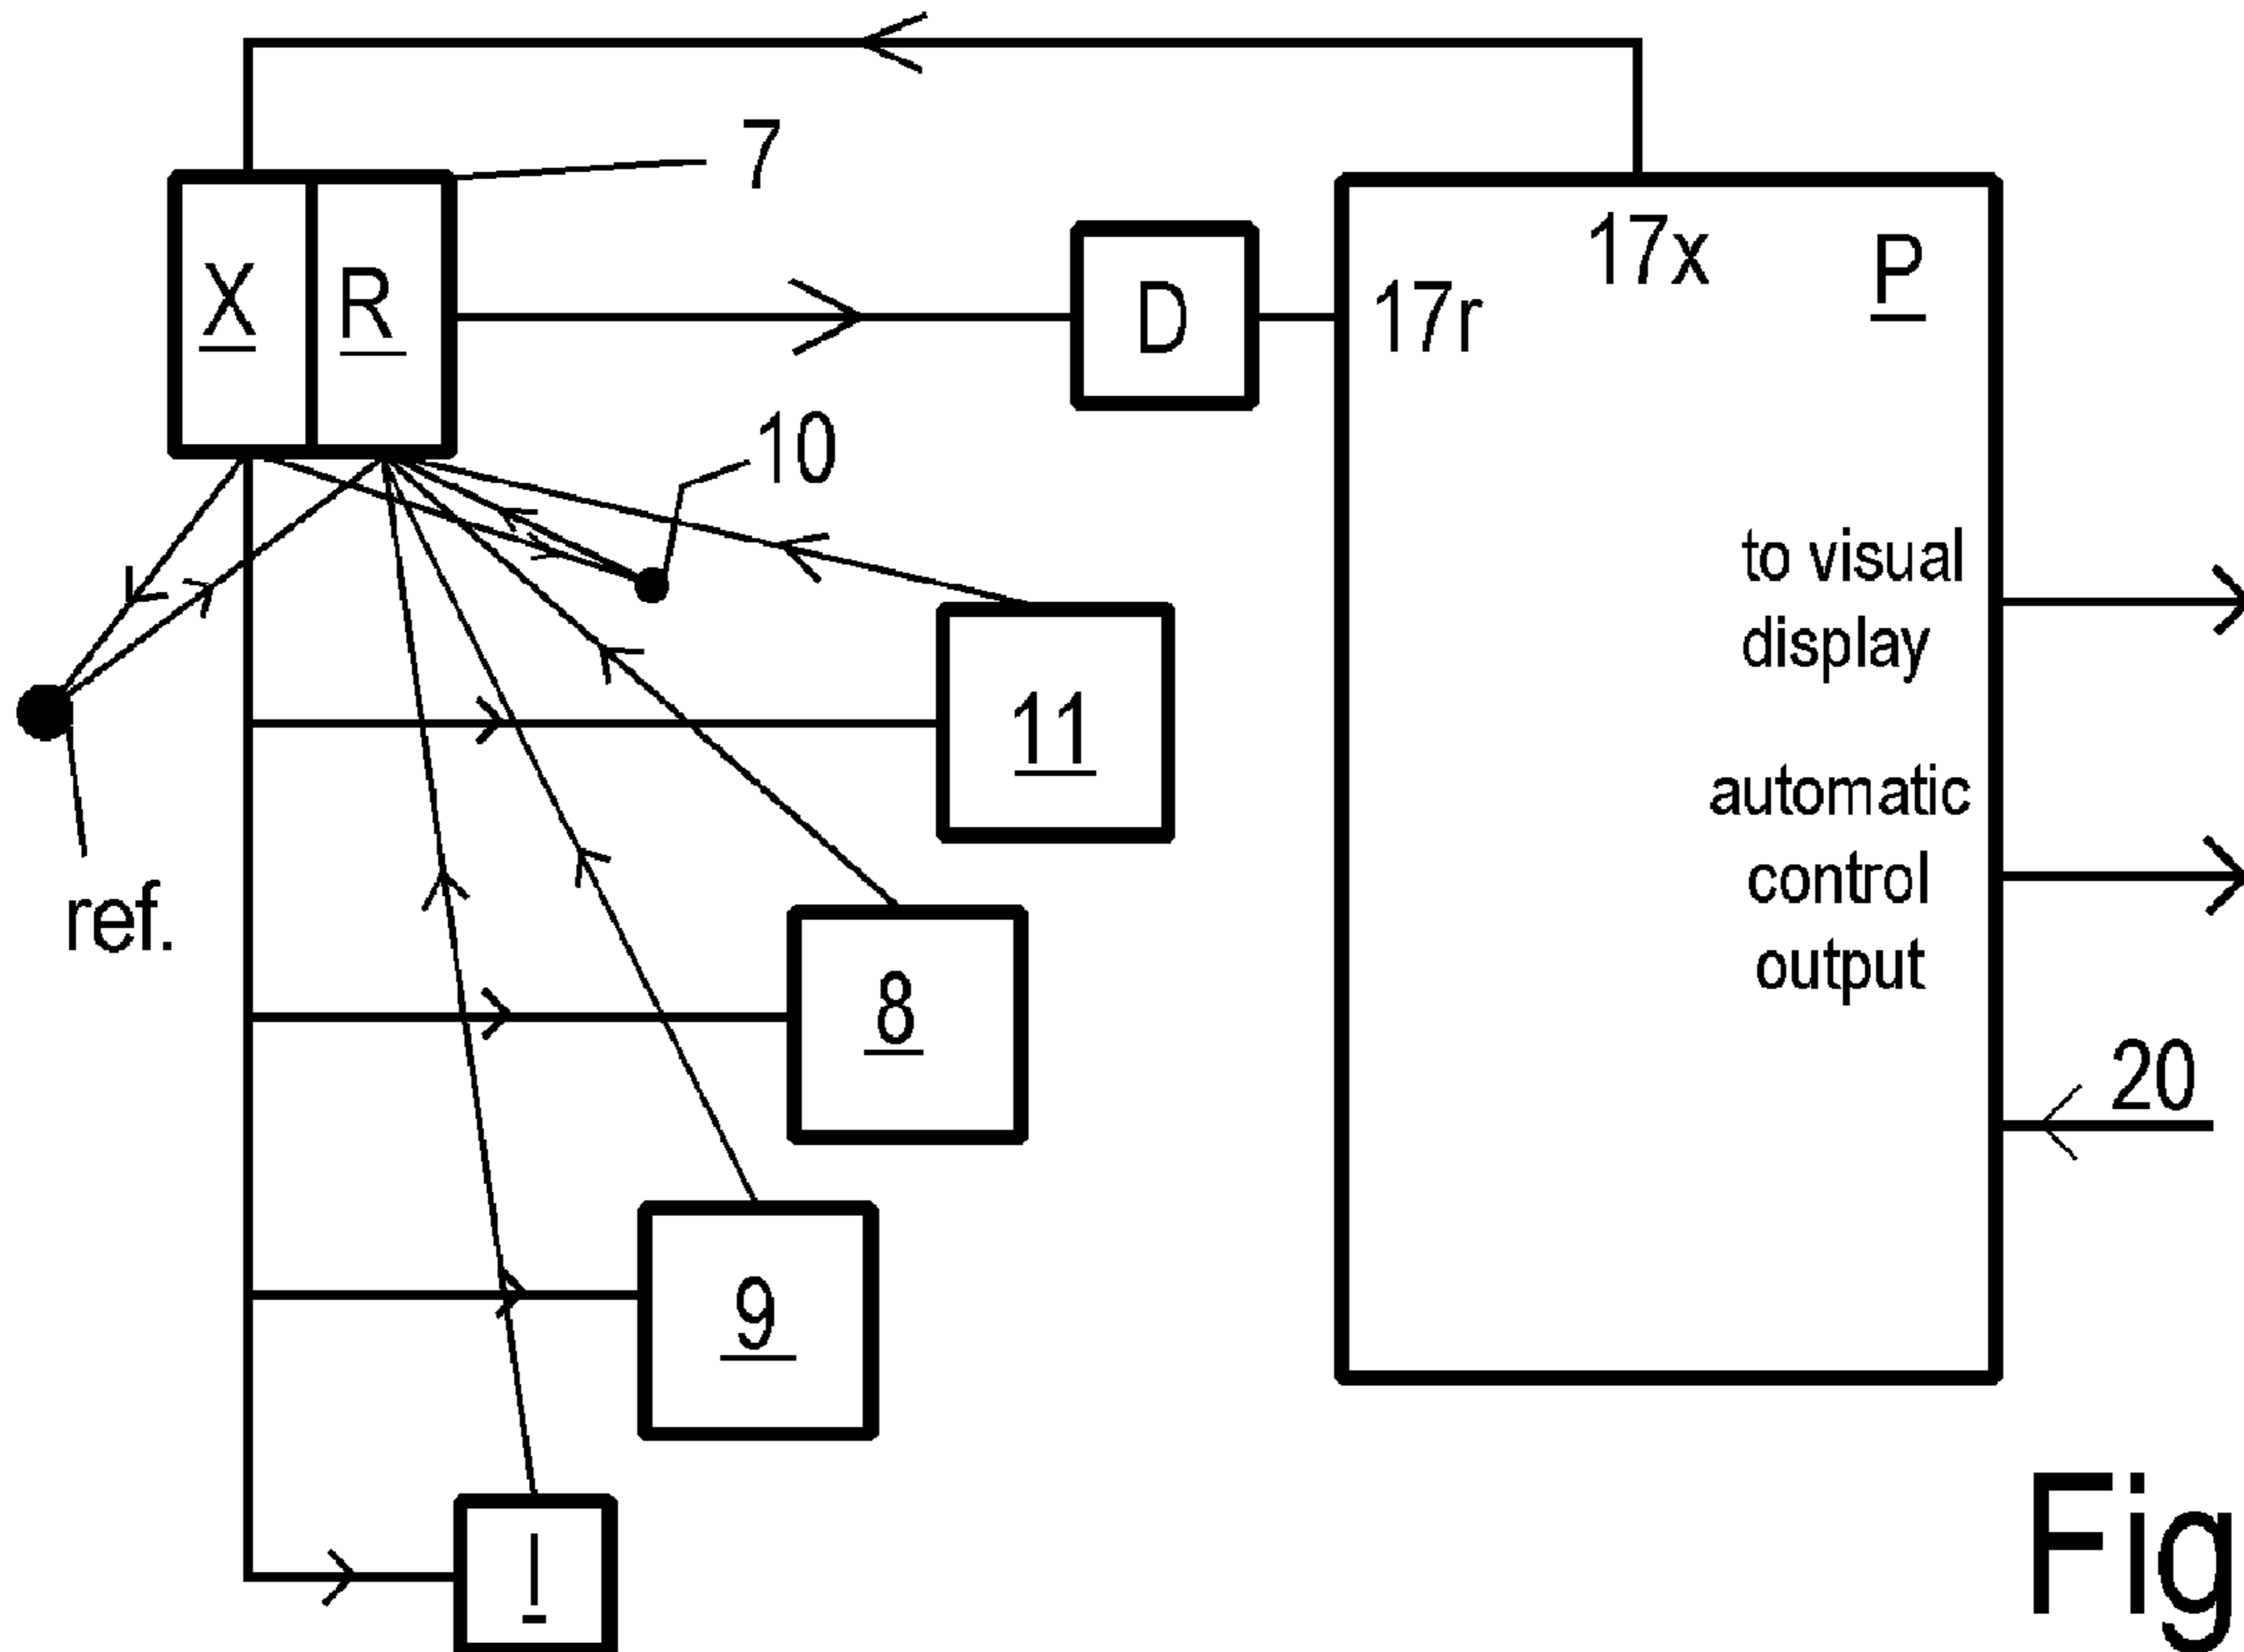 7
X
R
D
17r
17x
P
10
to visual
display
11
automatic
control
output
ref.
8
20
9
I
Fig